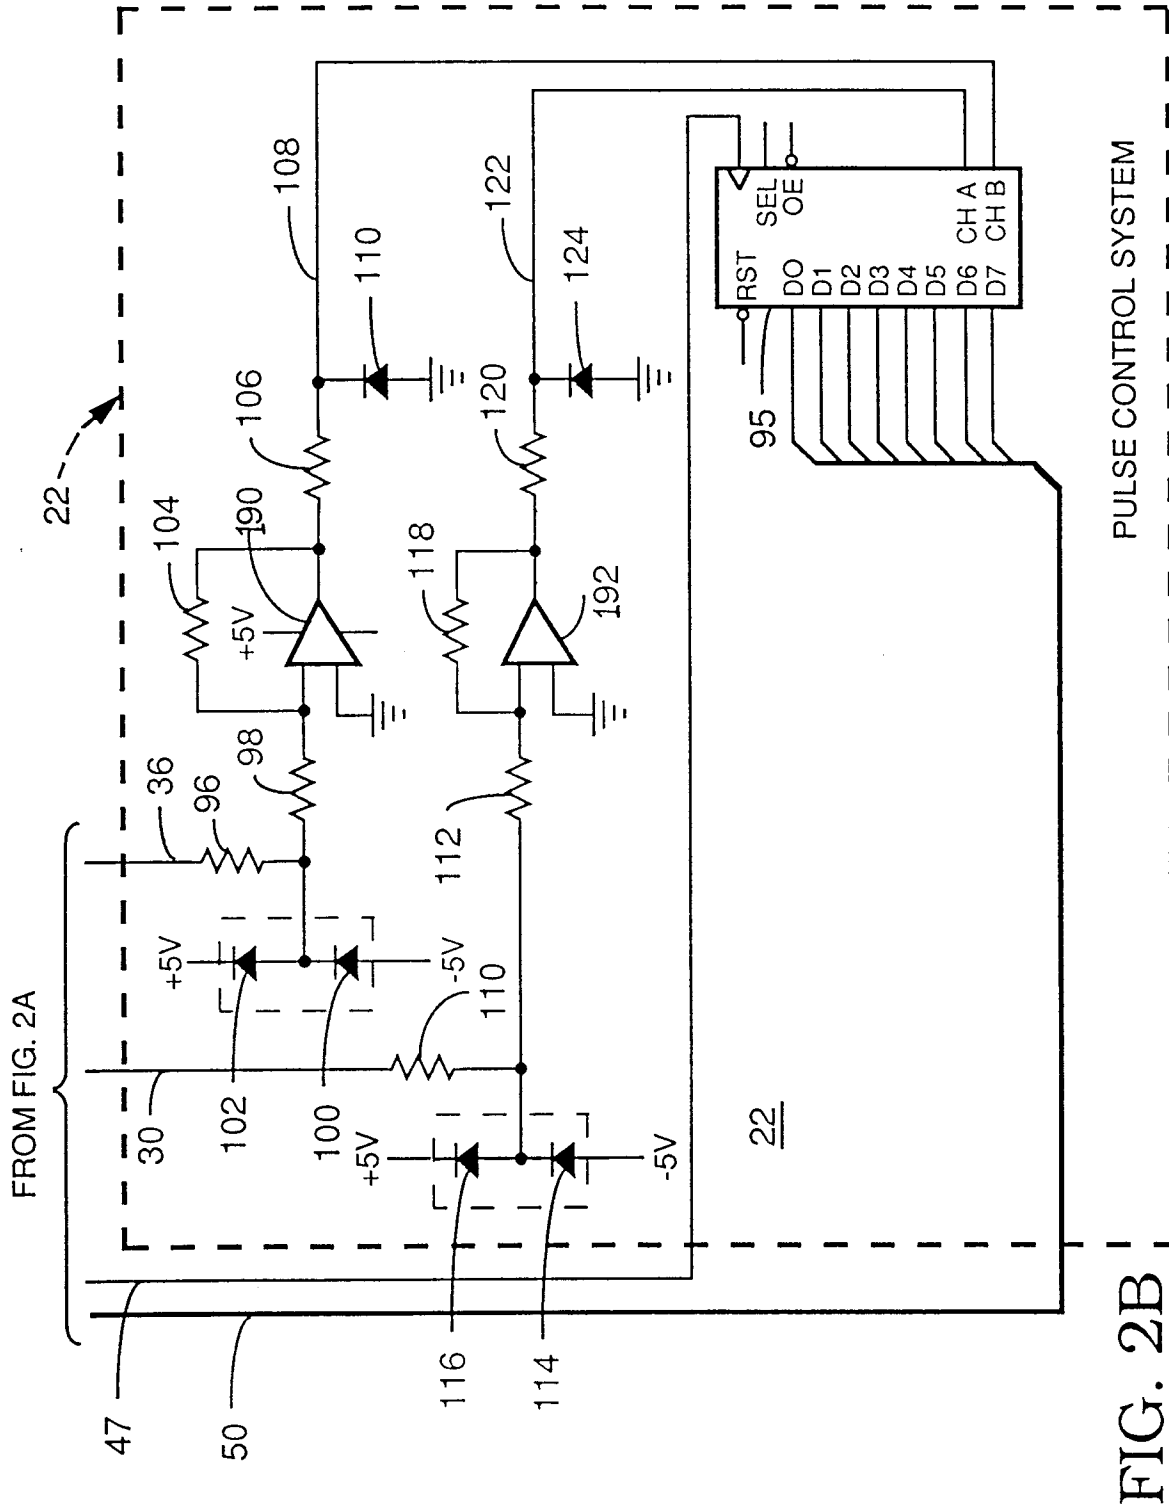 FROM FIG. 2A
22
108
110
104
190
106
+5V
36
96
98
+5V
-5V
102
100
122
124
118
120
192
112
30
110
+5V
-5V
116
114
47
50
22
95
RST
SEL
OE
DO
D1
D2
D3
D4
D5
D6
D7
CH A
CH B
PULSE CONTROL SYSTEM
FIG. 2B